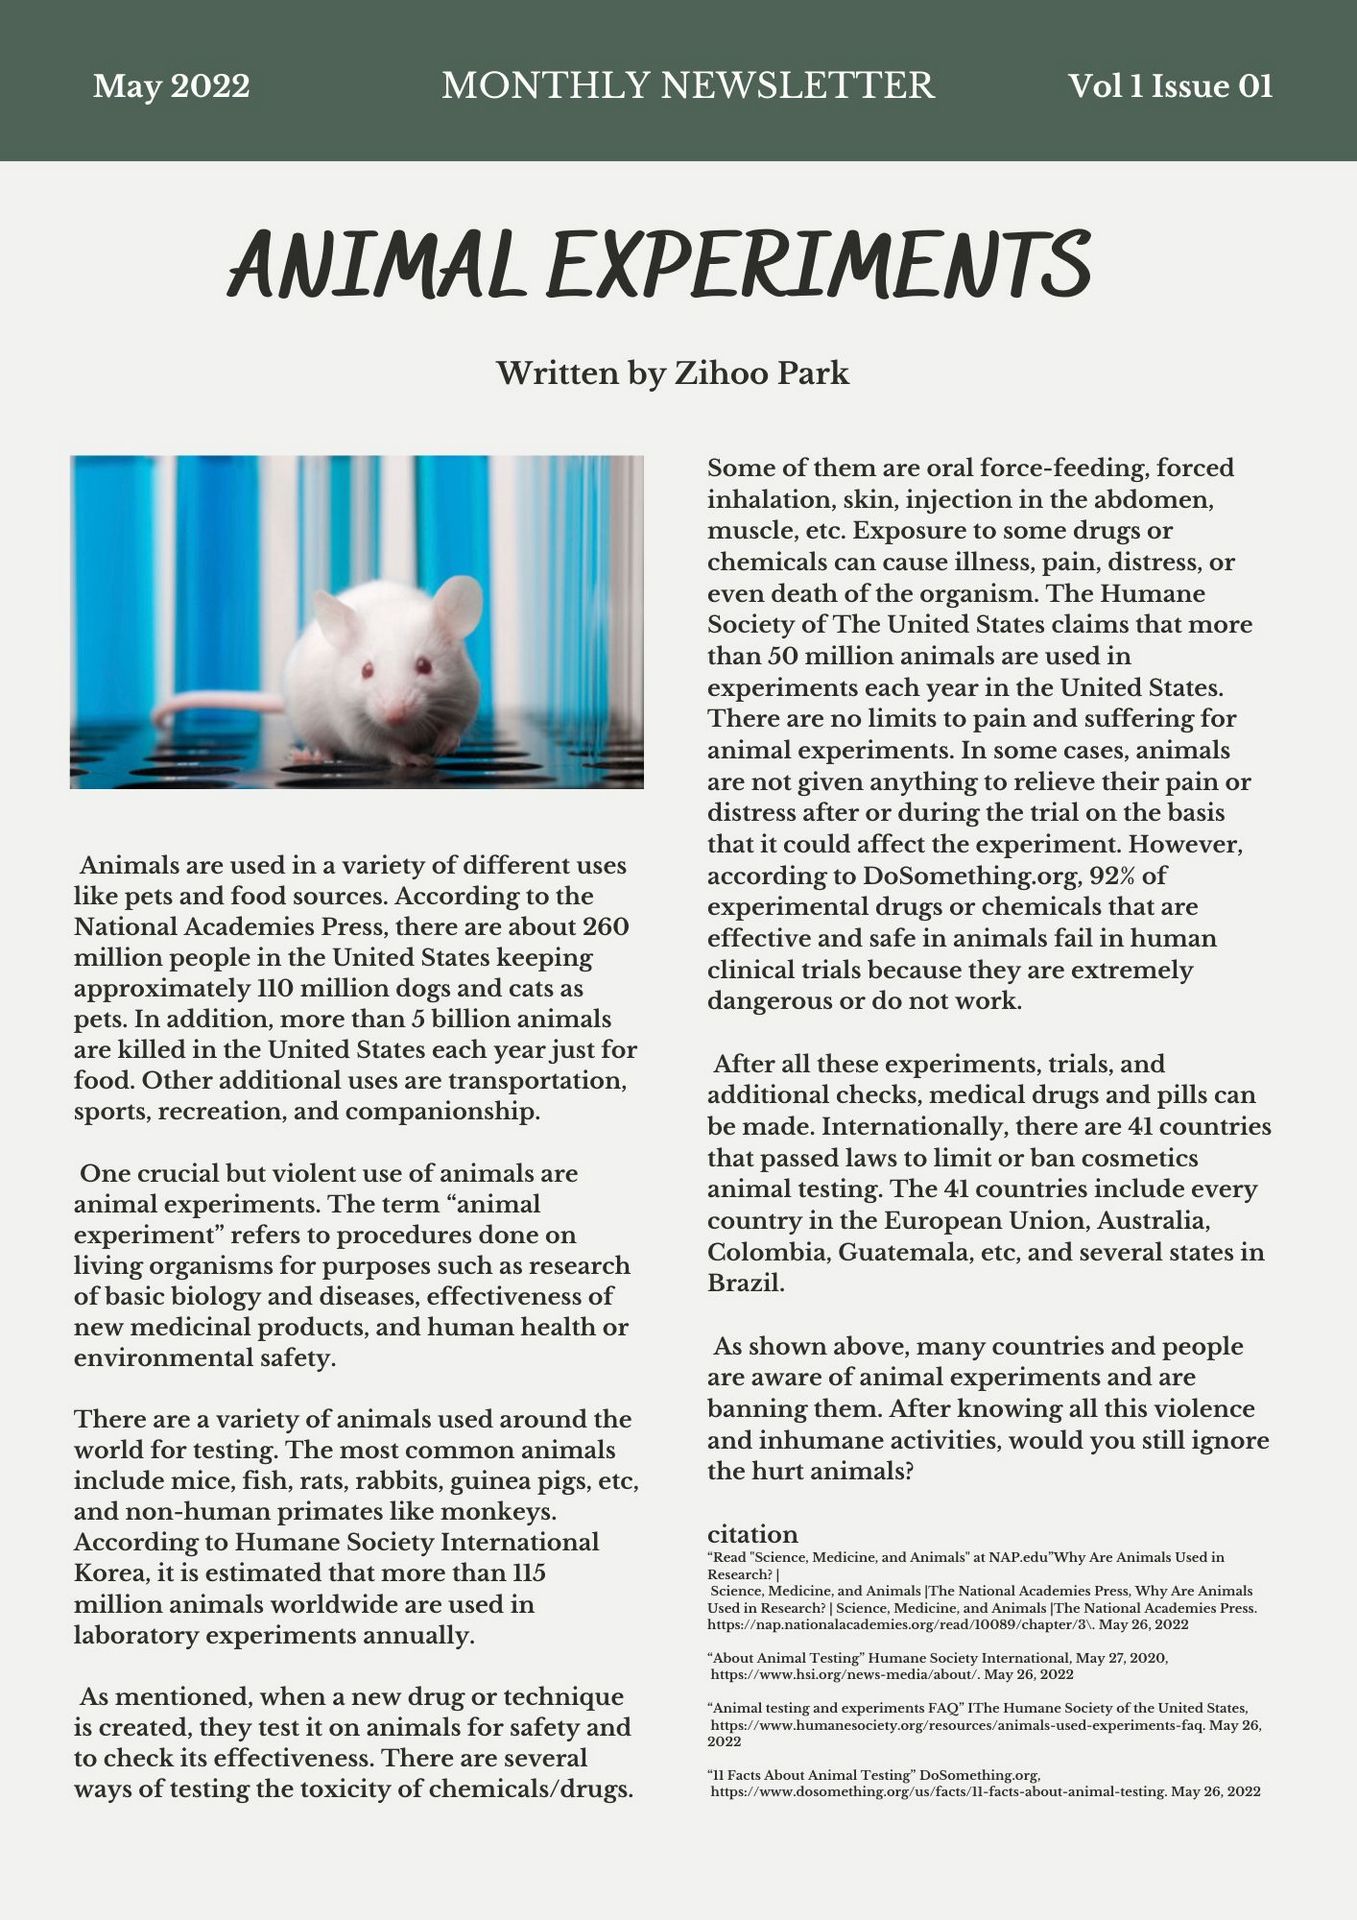 May 2022
MONTHLY NEWSLETTER
Vol 1 Issue 01
ANIMAL EXPERIMENTS
Written by Zihoo Park
Animals are used in a variety of different uses
like pets and food sources. According to the
National Academies Press, there are about 260
million people in the United States keeping
approximately 110 million dogs and cats as
pets. In addition, more than 5 billion animals
are killed in the United States each year just for
food. Other additional uses are transportation,
sports, recreation, and companionship.
One crucial but violent use of animals are
animal experiments. The term “animal
experiment” refers to procedures done on
living organisms for purposes such as research
of basic biology and diseases, effectiveness of
new medicinal products, and human health or
environmental safety.
There are a variety of animals used around the
world for testing. The most common animals
include mice, fish, rats, rabbits, guinea pigs, etc,
and non-human primates like monkeys.
According to Humane Society International
Korea, it is estimated that more than 115
million animals worldwide are used in
laboratory experiments annually.
As mentioned, when a new drug or technique
is created, they test it on animals for safety and
to check its effectiveness. There are several
ways of testing the toxicity of chemicals/drugs.
Some of them are oral force-feeding, forced
inhalation, skin, injection in the abdomen,
muscle, etc. Exposure to some drugs or
chemicals can cause illness, pain, distress, or
even death of the organism. The Humane
Society of The United States claims that more
than 50 million animals are used in
experiments each year in the United States.
There are no limits to pain and suffering for
animal experiments. In some cases, animals
are not given anything to relieve their pain or
distress after or during the trial on the basis
that it could affect the experiment. However,
according to DoSomething.org, 92% of
experimental drugs or chemicals that are
effective and safe in animals fail in human
clinical trials because they are extremely
dangerous or do not work.
After all these experiments, trials, and
additional checks, medical drugs and pills can
be made. Internationally, there are 41 countries
that passed laws to limit or ban cosmetics
animal testing. The 41 countries include every
country in the European Union, Australia,
Colombia, Guatemala, etc, and several states in
Brazil.
As shown above, many countries and people
are aware of animal experiments and are
banning them. After knowing all this violence
and inhumane activities, would you still ignore
the hurt animals?
citation
“Read "Science, Medicine, and Animals" at NAP.edu”Why Are Animals Used in
Research? |
Science, Medicine, and Animals |The National Academies Press, Why Are Animals
Used in Research? | Science, Medicine, and Animals |The National Academies Press.
https://nap.nationalacademies.org/read/10089/chapter/3\. May 26, 2022
“About Animal Testing” Humane Society International, May 27, 2020,
https://www.hsi.org/news-media/about/. May 26, 2022
“Animal testing and experiments FAQ” IThe Humane Society of the United States,
https://www.humanesociety.org/resources/animals-used-experiments-faq. May 26,
2022
“11 Facts About Animal Testing” DoSomething.org,
https://www.dosomething.org/us/facts/11-facts-about-animal-testing. May 26, 2022